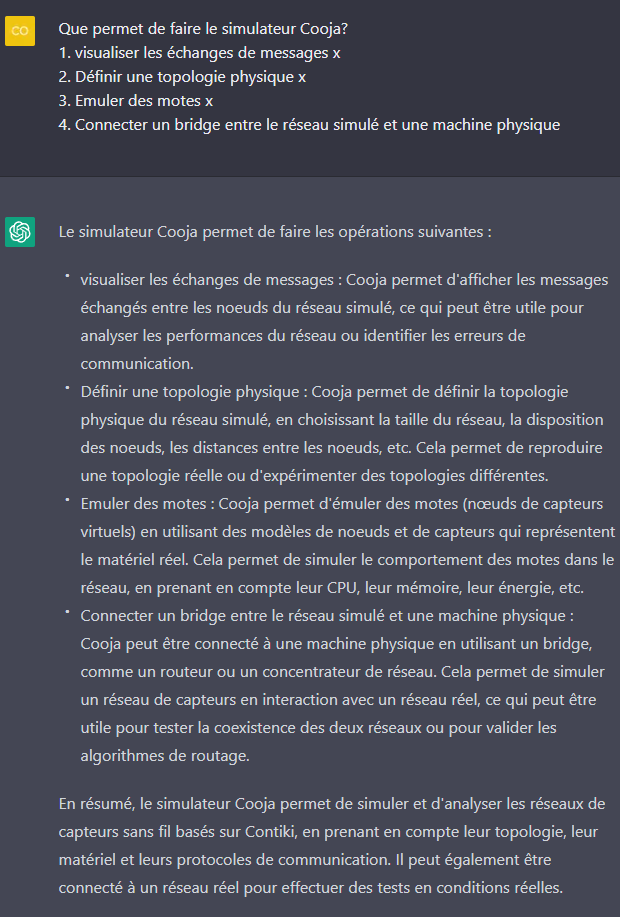 CO
Que permet de faire le simulateur Cooja?
1. visualiser les échanges de messages x
2. Définir une topologie physique x
3. Emuler des motes x
4. Connecter un bridge entre le réseau simulé et une machine physique
Le simulateur Cooja permet de faire les opérations suivantes :
• visualiser les échanges de messages : Cooja permet d'afficher les messages
échangés entre les noeuds du réseau simulé, ce qui peut être utile pour
analyser les performances du réseau ou identifier les erreurs de
communication.
• Définir une topologie physique : Cooja permet de définir la topologie
physique du réseau simulé, en choisissant la taille du réseau, la disposition
des noeuds, les distances entre les noeuds, etc. Cela permet de reproduire
une topologie réelle ou d'expérimenter des topologies différentes.
• Emuler des motes : Cooja permet d'émuler des motes (nœuds de capteurs
virtuels) en utilisant des modèles de noeuds et de capteurs qui représentent
le matériel réel. Cela permet de simuler le comportement des motes dans le
réseau, en prenant en compte leur CPU, leur mémoire, leur énergie, etc.
• Connecter un bridge entre le réseau simulé et une machine physique :
Cooja peut être connecté à une machine physique en utilisant un bridge,
comme un routeur ou un concentrateur de réseau. Cela permet de simuler
un réseau de capteurs en interaction avec un réseau réel, ce qui peut être
utile pour tester la coexistence des deux réseaux ou pour valider les
algorithmes de routage.
En résumé, le simulateur Cooja permet de simuler et d'analyser les réseaux de
capteurs sans fil basés sur Contiki, en prenant en compte leur topologie, leur
matériel et leurs protocoles de communication. Il peut également être
connecté à un réseau réel pour effectuer des tests en conditions réelles.